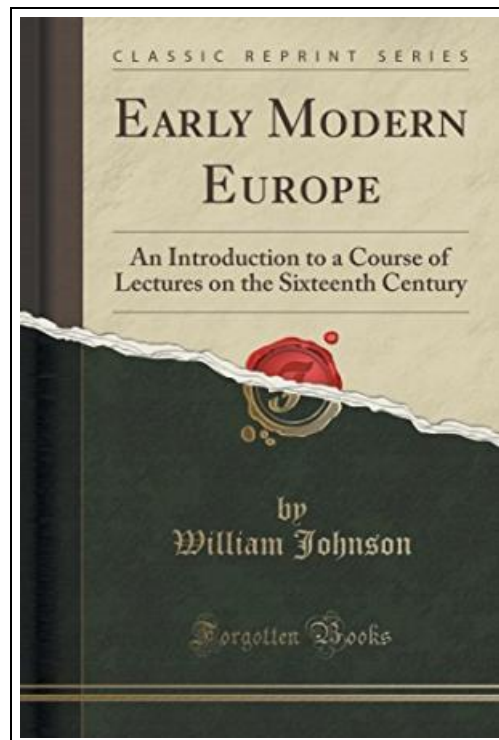 CLASSIC REPRINT SERIES
EARLY MODERN
EUROPE
An Introduction to a Course of
Lectures on the Sixteenth Century
F
by
William Johnson
Forgotten Books